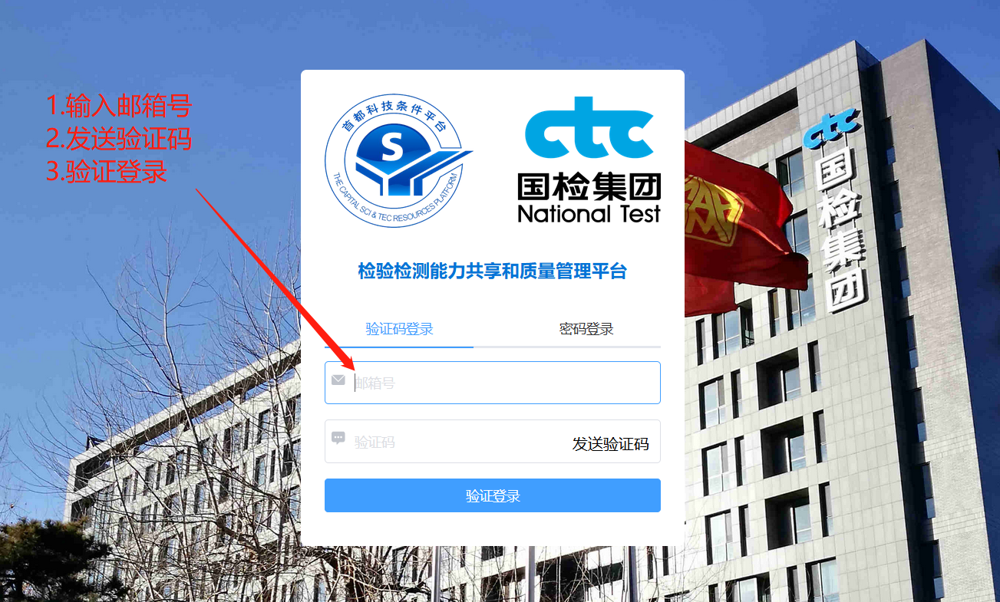 1.输入邮箱号
2.发送验证码
3.验证登录
首都科技条件平台
S
THE CAPITAL SCI & TEC RESOURCES PLATFORM
ctc
国检集团
National Test
检验检测能力共享和质量管理平台
验证码登录
密码登录
邮箱号
验证码
发送验证码
验证登录
ctc
国检集团